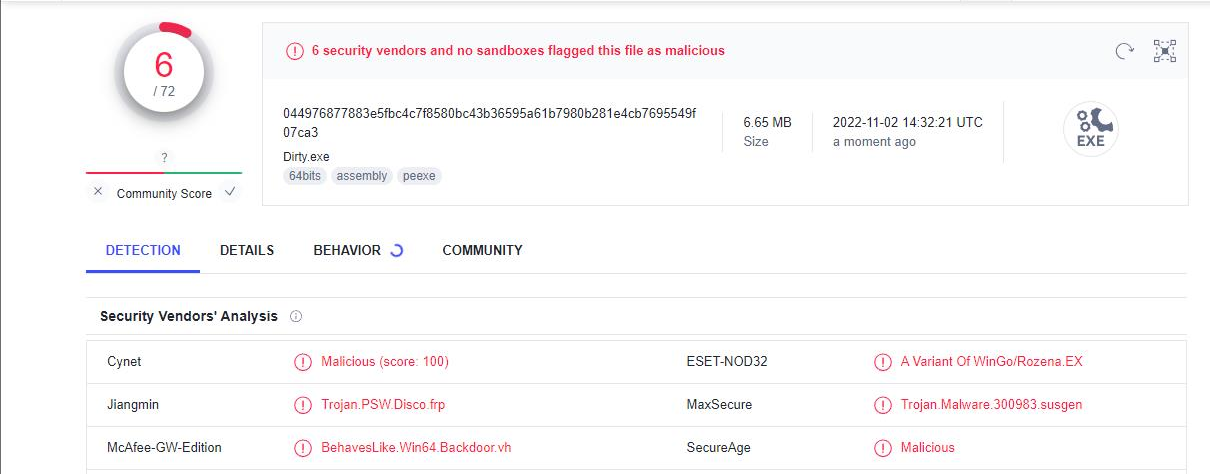 6
/ 72
?
Community Score
6 security vendors and no sandboxes flagged this file as malicious
044976877883e5fbc4c7f8580bc43b36595a61b7980b281e4cb7695549f
07ca3
Dirty.exe
64bits assembly peexe
6.65 MB
Size
2022-11-02 14:32:21 UTC
a moment ago
EXE
DETECTION DETAILS BEHAVIOR COMMUNITY
Security Vendors' Analysis
Cynet Malicious (score: 100) ESET-NOD32 A Variant Of WinGo/Rozena.EX
Jiangmin Trojan.PSW.Disco.frp MaxSecure Trojan.Malware.300983.susgen
McAfee-GW-Edition BehavesLike.Win64.Backdoor.vh SecureAge Malicious